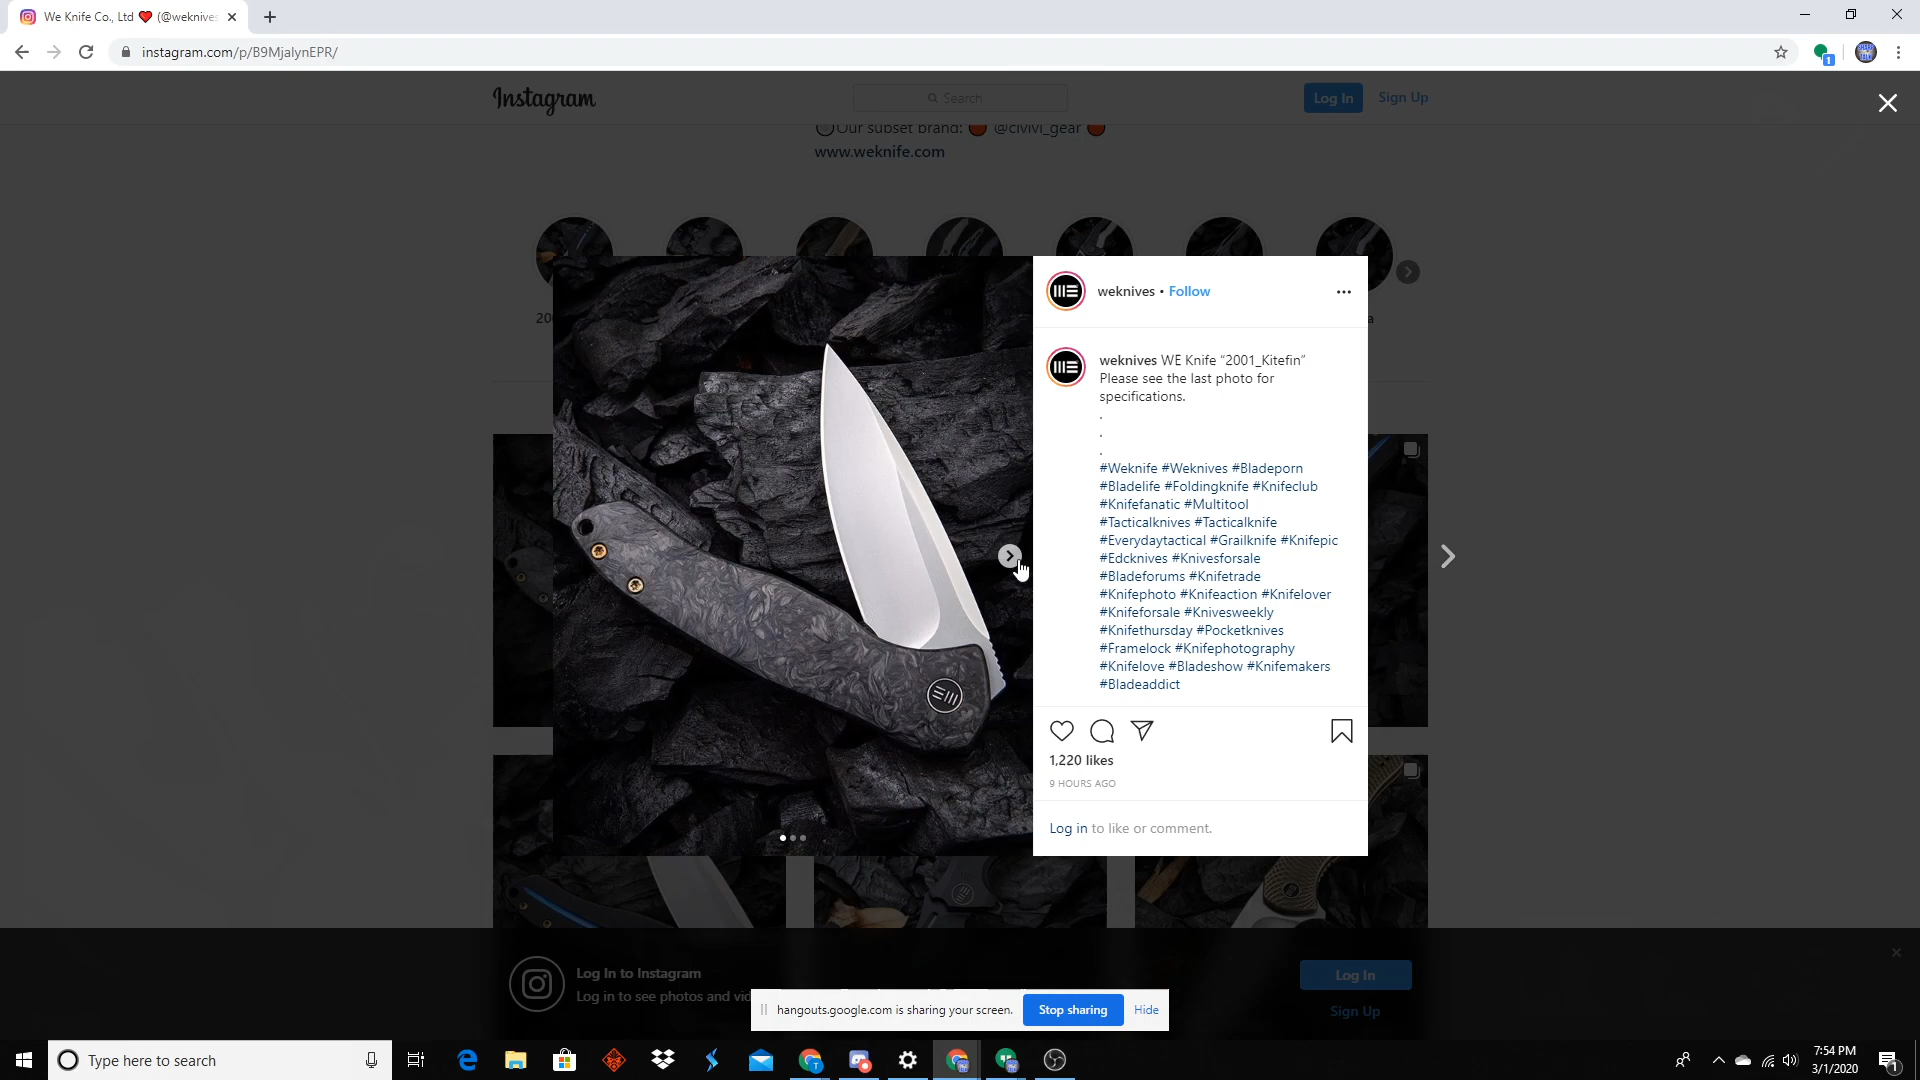 We Knife Co., Ltd ❤️ (@weknives
instagram.com/p/B9MjalynEPR/
1
Instagram
Search
Log In
Sign Up
Our subset brand: 🔴 @civivi_gear 🔴
www.weknife.com
20
a
weknives • Follow
weknives WE Knife “2001_Kitefin”
Please see the last photo for
specifications.
.
.
.
#Weknife #Weknives #Bladeporn
#Bladelife #Foldingknife #Knifeclub
#Knifefanatic #Multitool
#Tacticalknives #Tacticalknife
#Everydaytactical #Grailknife #Knifepic
#Edcknives #Knivesforsale
#Bladeforums #Knifetrade
#Knifephoto #Knifeaction #Knifelover
#Knifeforsale #Knivesweekly
#Knifethursday #Pocketknives
#Framelock #Knifephotography
#Knifelove #Bladeshow #Knifemakers
#Bladeaddict
1,220 likes
9 HOURS AGO
Log in to like or comment.
Log In to Instagram
Log in to see photos and vid
Log In
Sign Up
hangouts.google.com is sharing your screen.
Stop sharing
Hide
Type here to search
7:54 PM
3/1/2020
1